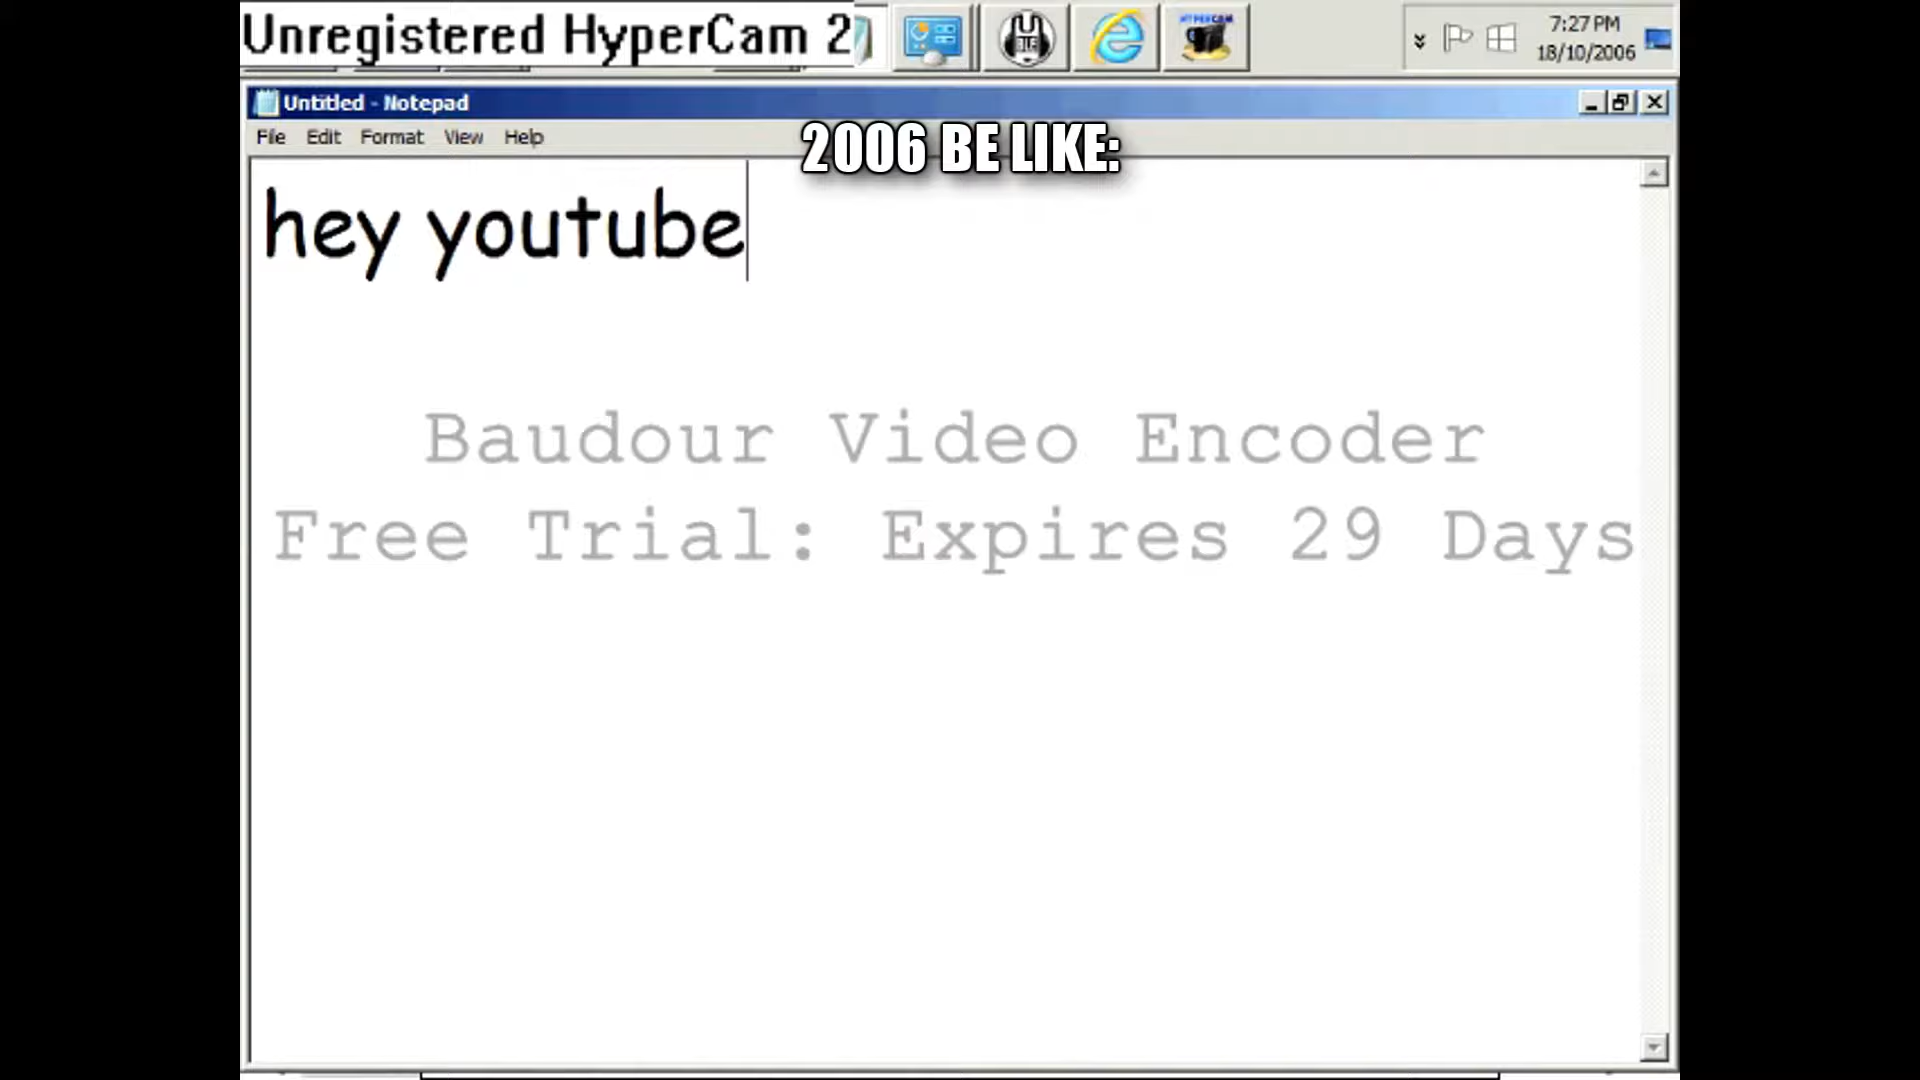 Unregistered HyperCam 2
HYPERCAM
7:27 PM
18/10/2006
Untitled - Notepad
File Edit Format View Help
2006 BE LIKE:
hey youtube
Baudour Video Encoder
Free Trial: Expires 29 Days